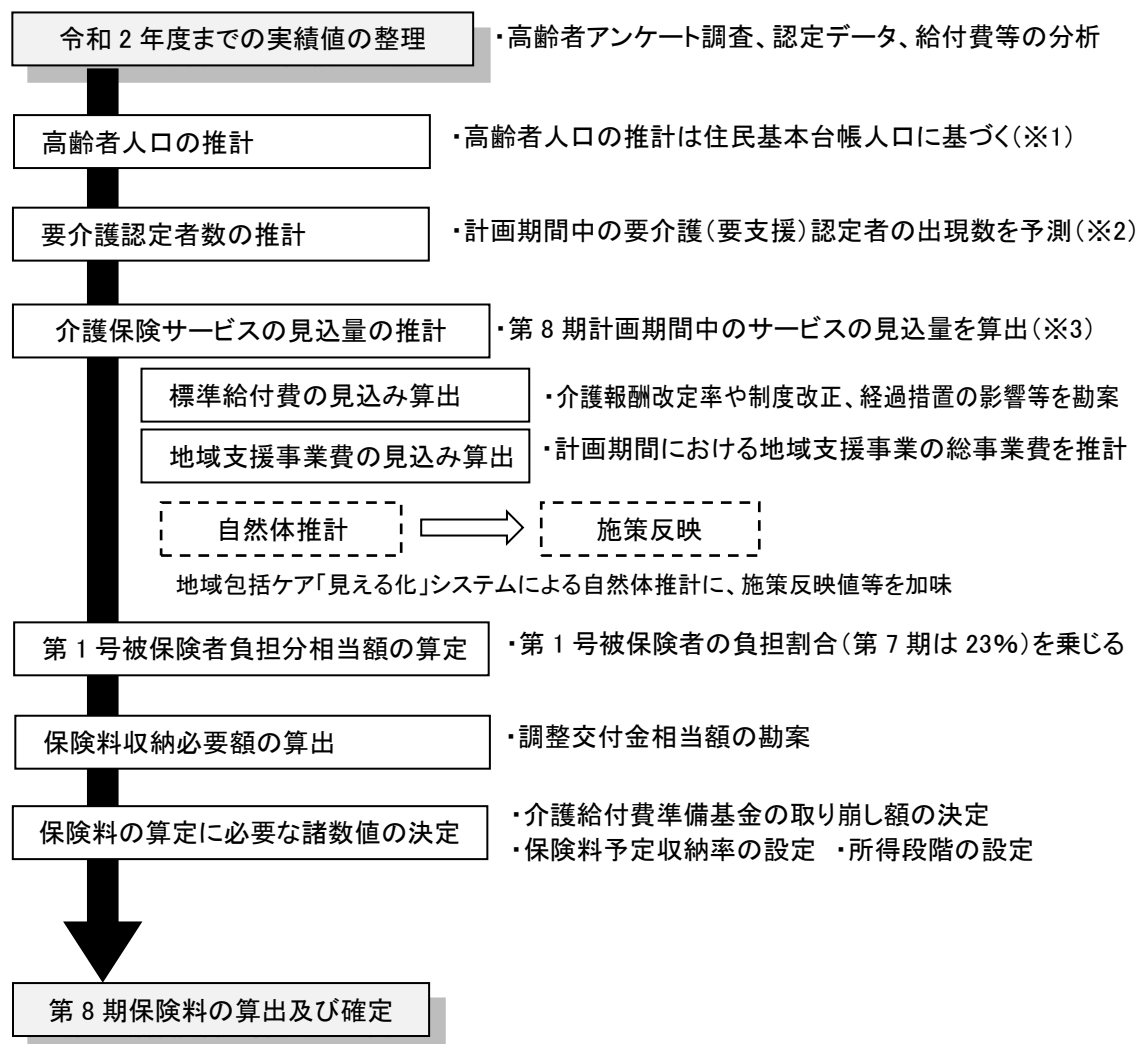 令和2年度までの実績値の整理 ・高齢者アンケート調査、認定データ、給付費等の分析
高齢者人口の推計 ・高齢者人口の推計は住民基本台帳人口に基づく(※1)
要介護認定者数の推計 ・計画期間中の要介護(要支援)認定者の出現数を予測(※2)
介護保険サービスの見込量の推計 ・第8期計画期間中のサービスの見込量を算出(※3)
標準給付費の見込み算出 ・介護報酬改定率や制度改正、経過措置の影響等を勘案
地域支援事業費の見込み算出 ・計画期間における地域支援事業の総事業費を推計
自然体推計 施策反映
地域包括ケア「見える化」システムによる自然体推計に、施策反映値等を加味
第1号被保険者負担分相当額の算定 ・第1号被保険者の負担割合(第7期は23%)を乗じる
保険料収納必要額の算出 ・調整交付金相当額の勘案
保険料の算定に必要な諸数値の決定 ・介護給付費準備基金の取り崩し額の決定
・保険料予定収納率の設定 ・所得段階の設定
第8期保険料の算出及び確定